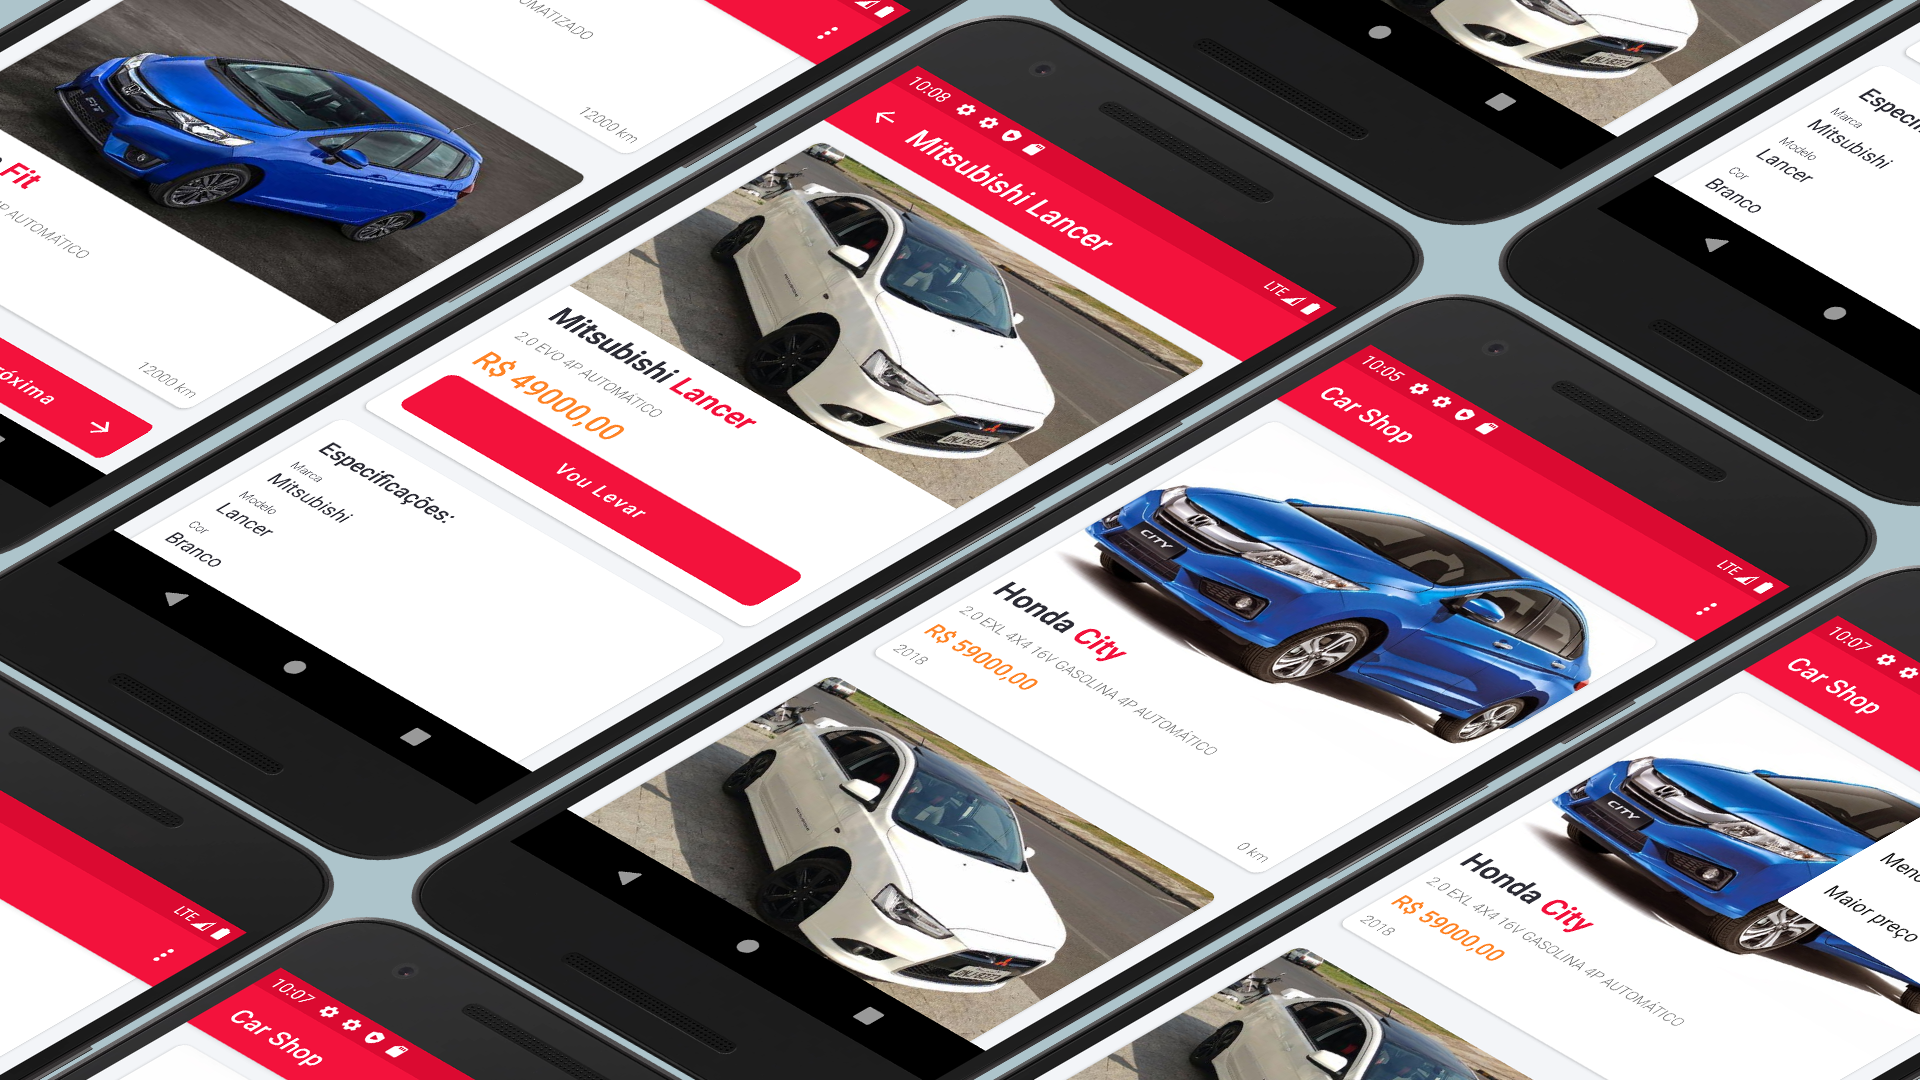 12000 km
FIT
Fit
4P AUTOMÁTICO
12000 km
10:08
Mitsubishi Lancer
LTE
Mitsubishi Lancer
2.0 EVO 4P AUTOMÁTICO
R$ 49000,00
Vou Levar
Especificações:
Marca
Mitsubishi
Modelo
Lancer
Cor
Branco
Marca
Mitsubishi
Modelo
Lancer
Cor
Branco
10:05
Car Shop
LTE
CITY
Honda City
2.0 EXL 4X4 16V GASOLINA 4P AUTOMÁTICO
R$ 59000,00
2018
0 km
10:07
Car Shop
CITY
Maior preço
Honda City
2.0 EXL 4X4 16V GASOLINA 4P AUTOMÁTICO
R$ 59000,00
2018
LTE
10:07
Car Shop